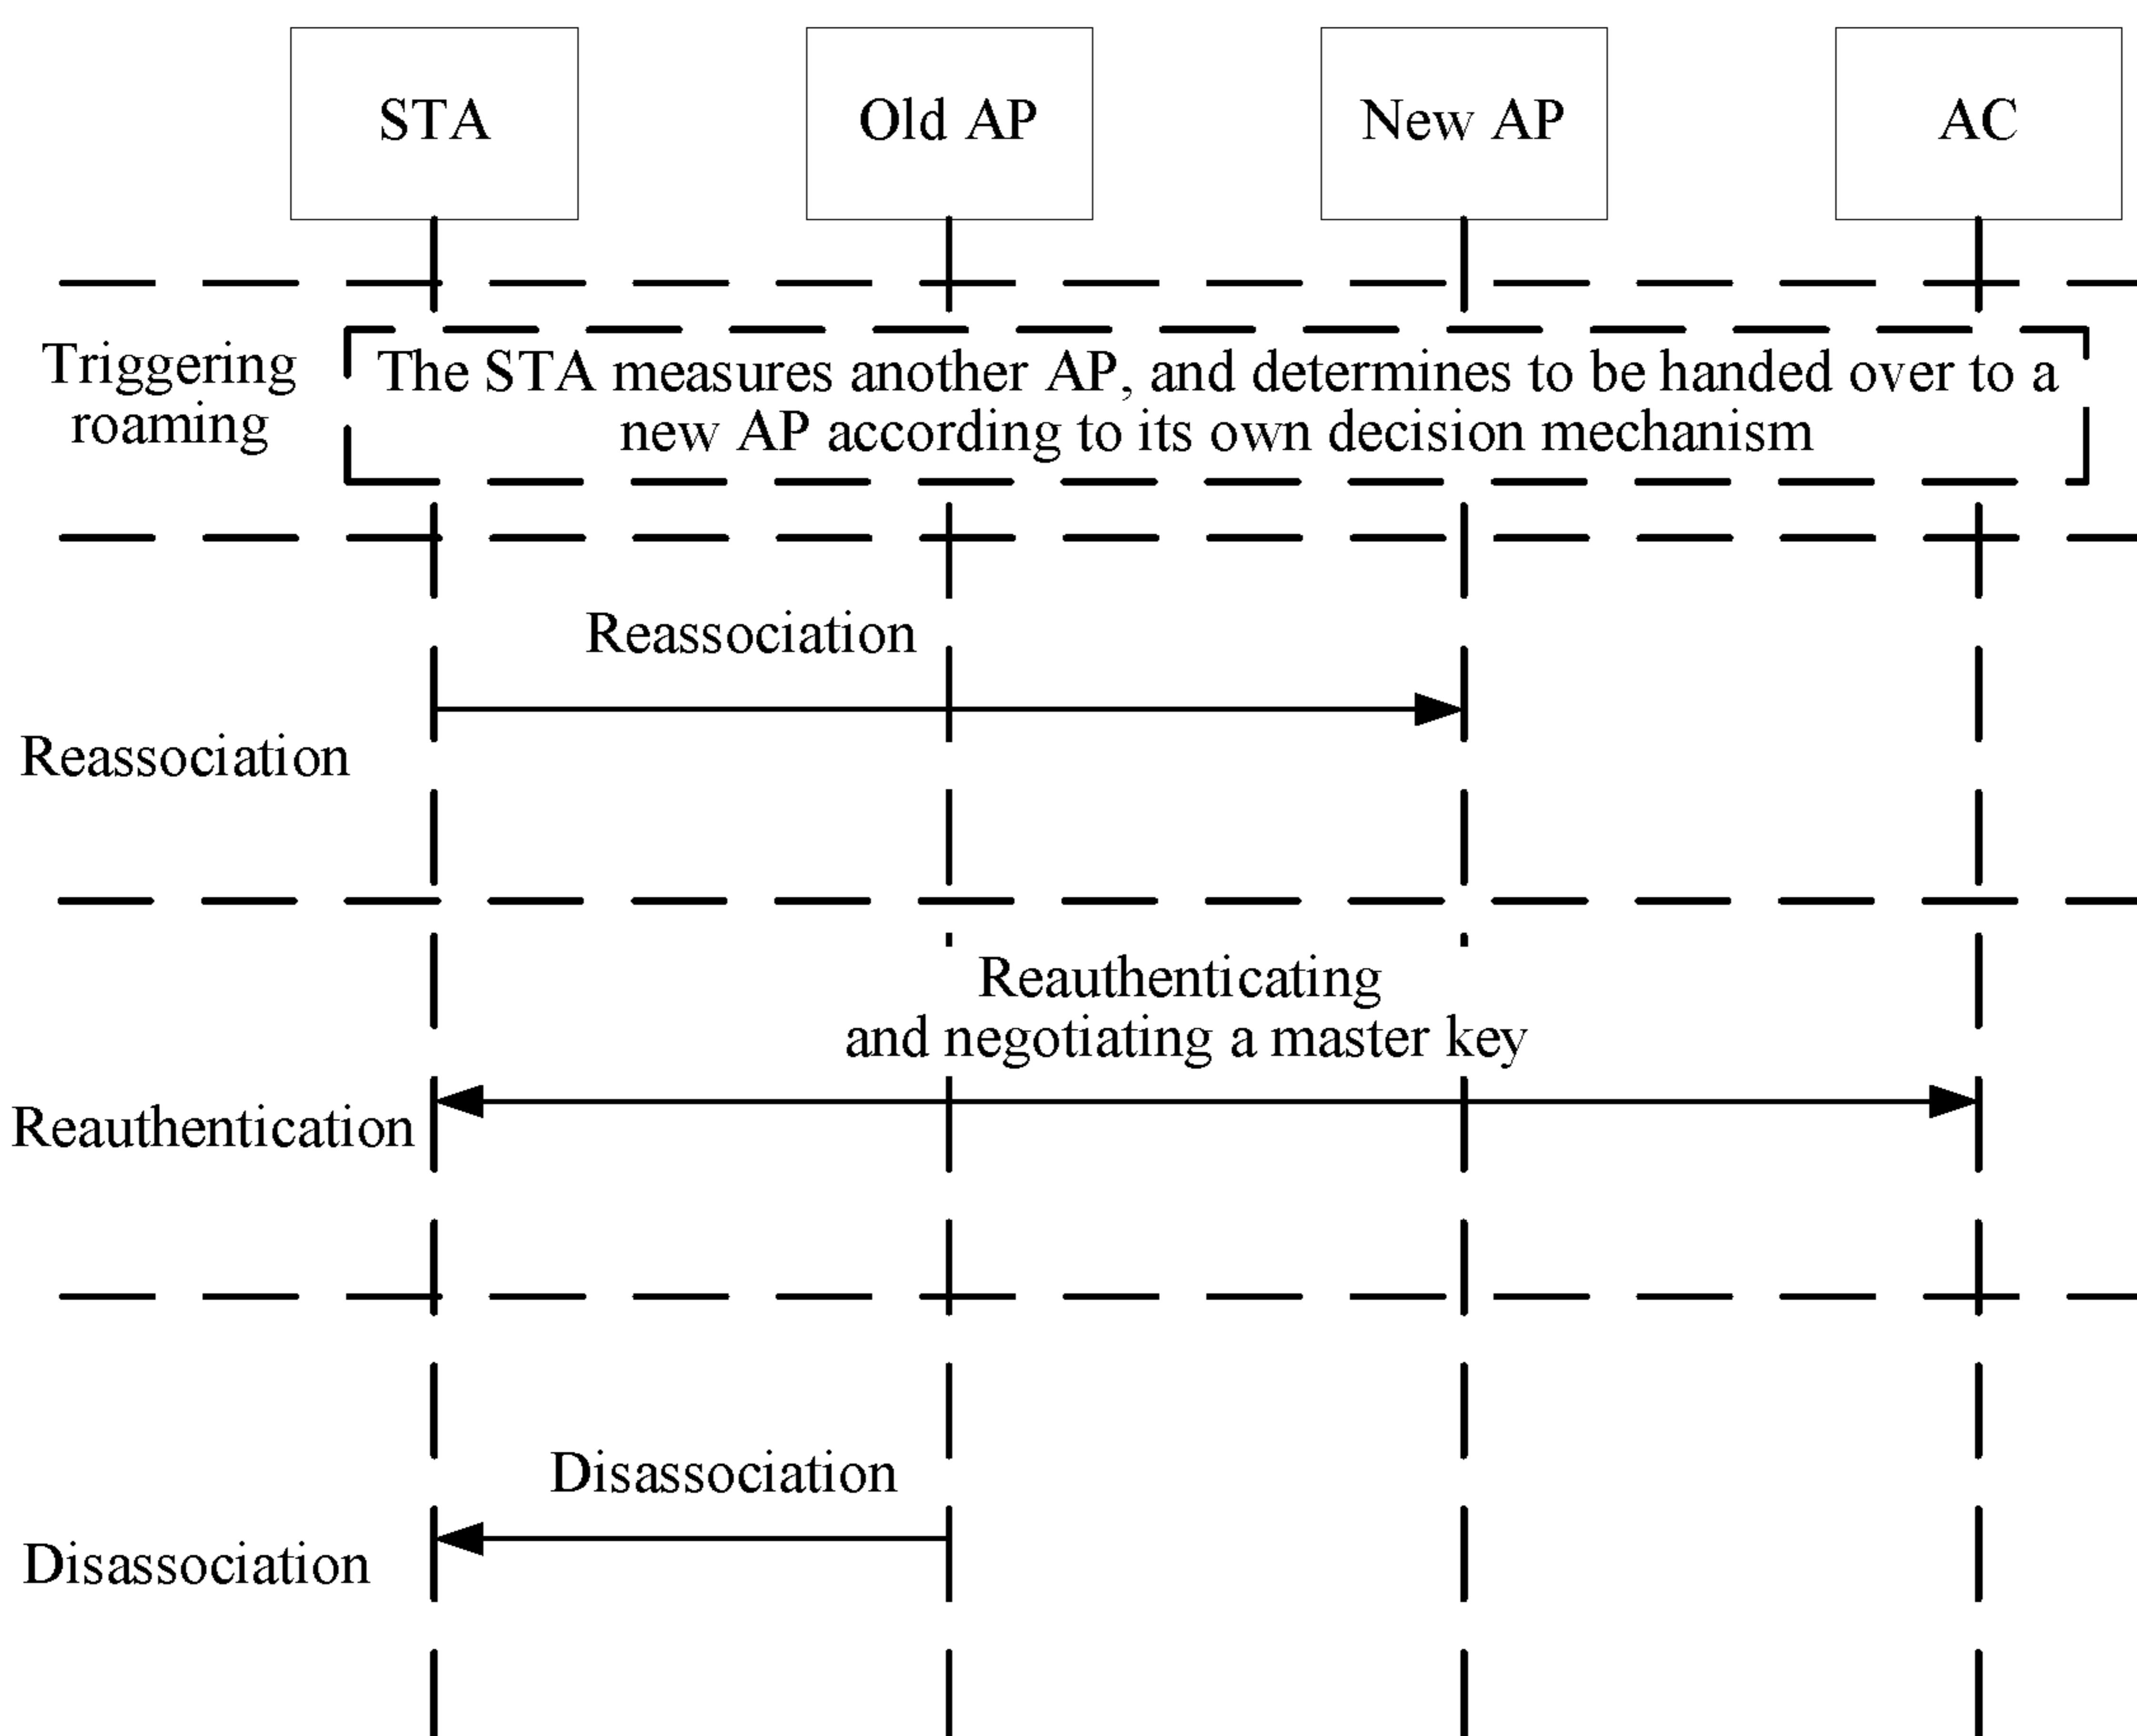 STA
Old AP
New AP
AC
Triggering
roaming
The STA measures another AP, and determines to be handed over to a
new AP according to its own decision mechanism
Reassociation
Reassociation
Reauthenticating
and negotiating a master key
Reauthentication
Disassociation
Disassociation